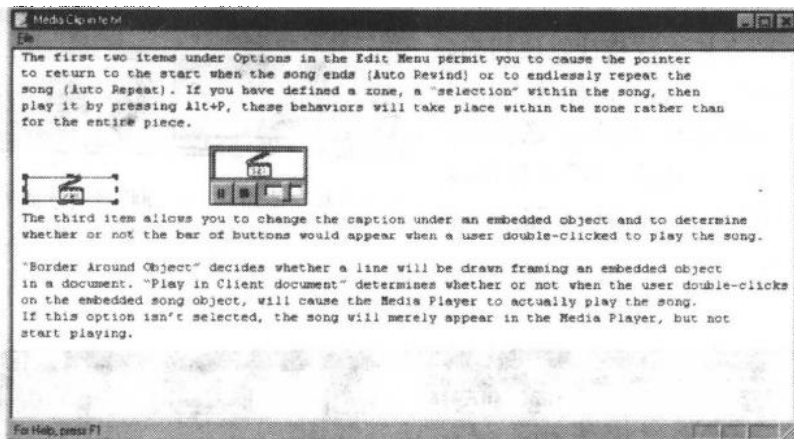 Media Clip in te txt
File
The first two items under Options in the Edit Menu permit you to cause the pointer
to return to the start when the song ends (Auto Rewind) or to endlessly repeat the
song (Auto Repeat). If you have defined a zone, a "selection" within the song, then
play it by pressing Alt+P, these behaviors will take place within the zone rather than
for the entire piece.
The third item allows you to change the caption under an embedded object and to determine
whether or not the bar of buttons would appear when a user double-clicked to play the song.
"Border Around Object" decides whether a line will be drawn framing an embedded object
in a document. "Play in Client document" determines whether or not when the user double-clicks
on the embedded song object, will cause the Media Player to actually play the song.
If this option isn't selected, the song will merely appear in the Media Player, but not
start playing.
For Help, press F1